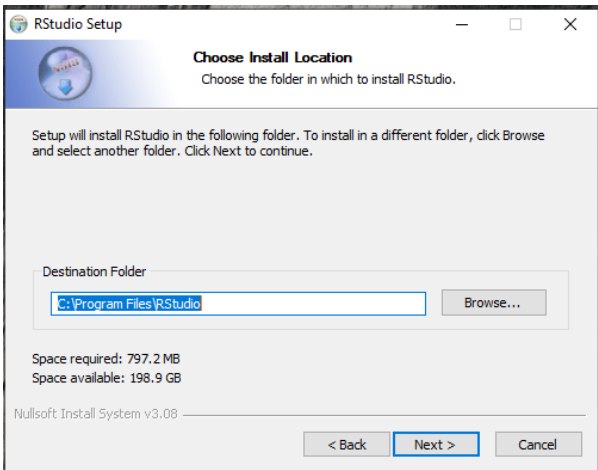 RStudio Setup
Choose Install Location
Choose the folder in which to install RStudio.
Setup will install RStudio in the following folder. To install in a different folder, click Browse
and select another folder. Click Next to continue.
Destination Folder
C:\Program Files\RStudio
Browse...
Space required: 797.2 MB
Space available: 198.9 GB
Nullsoft Install System v3.08
< Back
Next >
Cancel